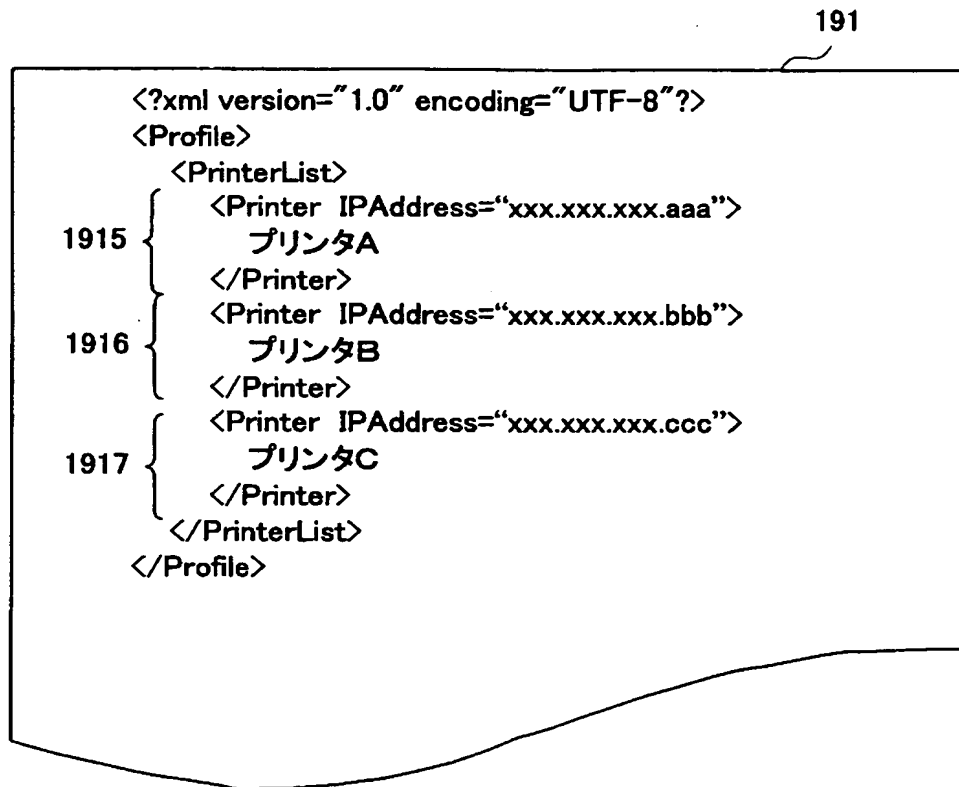 191
<?xml version="1.0" encoding="UTF-8"?>
<Profile>
<PrinterList>
1915
<Printer IPAddress=“xxx.xxx.xxx.aaa”>
プリンタA
</Printer>
1916
<Printer IPAddress=“xxx.xxx.xxx.bbb”>
プリンタB
</Printer>
1917
<Printer IPAddress=“xxx.xxx.xxx.ccc”>
プリンタC
</Printer>
</PrinterList>
</Profile>